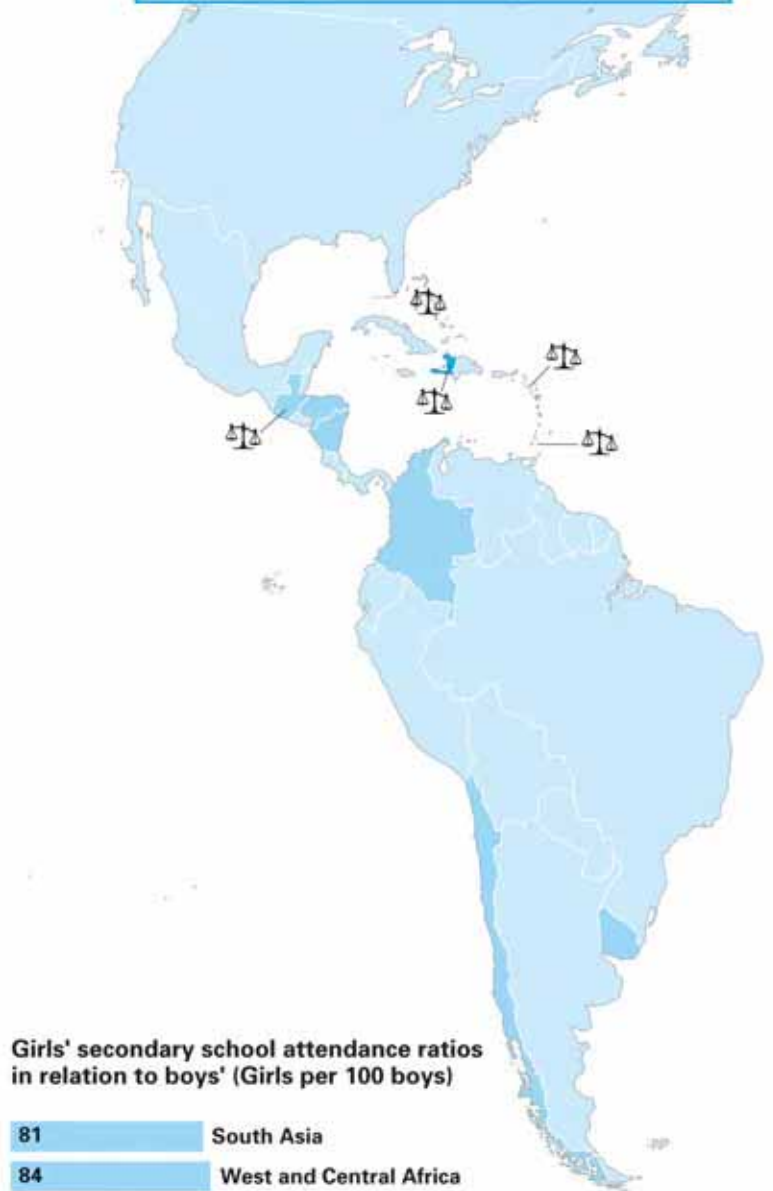 Girls' secondary school attendance ratios
in relation to boys' (Girls per 100 boys)
81 South Asia
84 West and Central Africa